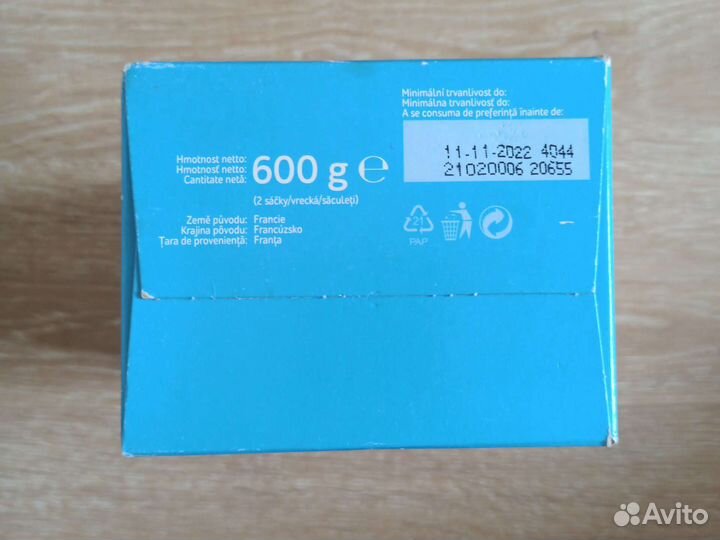 Minimální trvanlivost do:
Minimálna trvanlivosť do:
A se consuma de preferință înainte de:
11-11-2022 4044
21020006 20655
Hmotnost netto:
Hmotnosť netto:
Cantitate netă:
600 g ℮
(2 sáčky/vrecká/săculeți)
Země původu: Francie
Krajina pôvodu: Francúzsko
Țara de proveniență: Franța
21
PAP
Avito